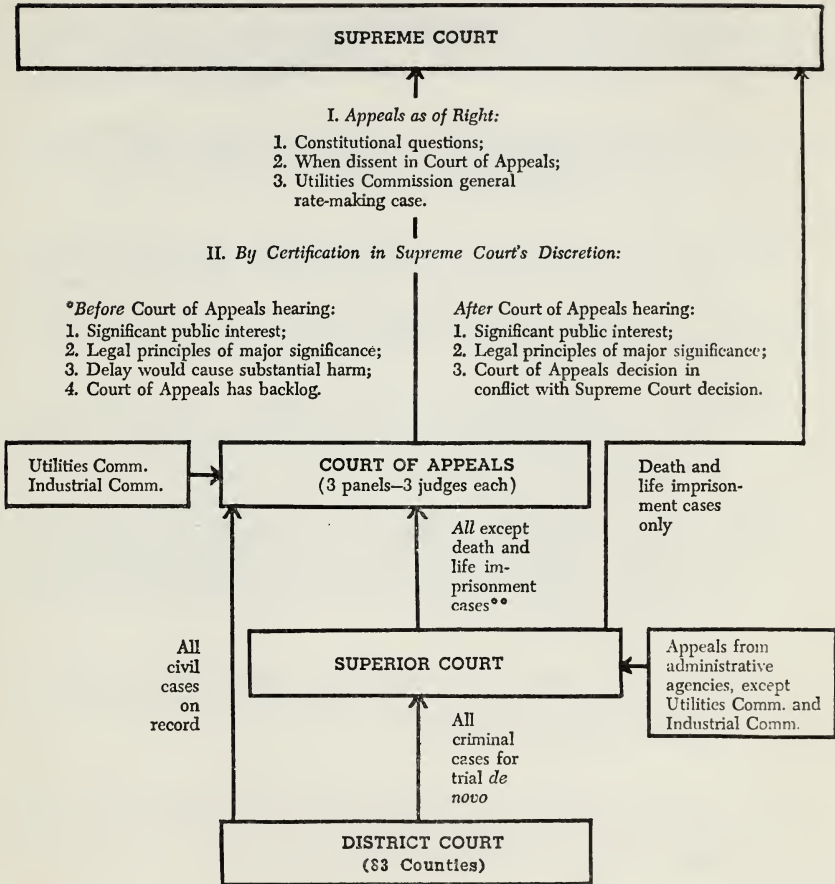 SUPREME COURT
I. Appeals as of Right:
1. Constitutional questions;
2. When dissent in Court of Appeals;
3. Utilities Commission general
rate-making case.
II. By Certification in Supreme Court's Discretion:
*Before Court of Appeals hearing:
1. Significant public interest;
2. Legal principles of major significance;
3. Delay would cause substantial harm;
4. Court of Appeals has backlog.
After Court of Appeals hearing:
1. Significant public interest;
2. Legal principles of major significance;
3. Court of Appeals decision in
conflict with Supreme Court decision.
Utilities Comm.
Industrial Comm.
COURT OF APPEALS
(3 panels—3 judges each)
Death and
life imprison-
ment cases
only
All except
death and
life im-
prisonment
cases**
All
civil
cases
on
record
SUPERIOR COURT
Appeals from
administrative
agencies, except
Utilities Comm. and
Industrial Comm.
All
criminal
cases for
trial de
novo
DISTRICT COURT
(83 Counties)